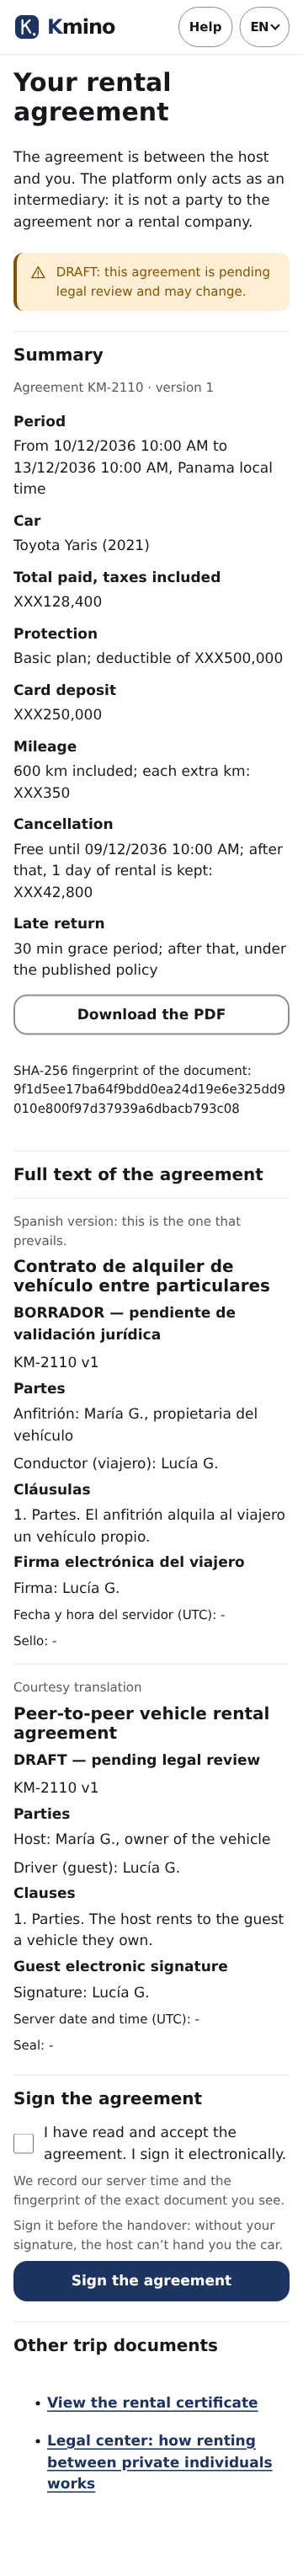 Kmino
Help
EN
Your rental
agreement
The agreement is between the host
and you. The platform only acts as an
intermediary: it is not a party to the
agreement nor a rental company.
DRAFT: this agreement is pending
legal review and may change.
Summary
Agreement KM-2110 · version 1
Period
From 10/12/2036 10:00 AM to
13/12/2036 10:00 AM, Panama local
time
Car
Toyota Yaris (2021)
Total paid, taxes included
XXX128,400
Protection
Basic plan; deductible of XXX500,000
Card deposit
XXX250,000
Mileage
600 km included; each extra km:
XXX350
Cancellation
Free until 09/12/2036 10:00 AM; after
that, 1 day of rental is kept:
XXX42,800
Late return
30 min grace period; after that, under
the published policy
Download the PDF
SHA-256 fingerprint of the document:
9f1d5ee17ba64f9bdd0ea24d19e6e325dd9
010e800f97d37939a6dbacb793c08
Full text of the agreement
Spanish version: this is the one that
prevails.
Contrato de alquiler de
vehículo entre particulares
BORRADOR — pendiente de
validación jurídica
KM-2110 v1
Partes
Anfitrión: María G., propietaria del
vehículo
Conductor (viajero): Lucía G.
Cláusulas
1. Partes. El anfitrión alquila al viajero
un vehículo propio.
Firma electrónica del viajero
Firma: Lucía G.
Fecha y hora del servidor (UTC): -
Sello: -
Courtesy translation
Peer-to-peer vehicle rental
agreement
DRAFT — pending legal review
KM-2110 v1
Parties
Host: María G., owner of the vehicle
Driver (guest): Lucía G.
Clauses
1. Parties. The host rents to the guest
a vehicle they own.
Guest electronic signature
Signature: Lucía G.
Server date and time (UTC): -
Seal: -
Sign the agreement
I have read and accept the
agreement. I sign it electronically.
We record our server time and the
fingerprint of the exact document you see.
Sign it before the handover: without your
signature, the host can't hand you the car.
Sign the agreement
Other trip documents
• View the rental certificate
• Legal center: how renting
between private individuals
works